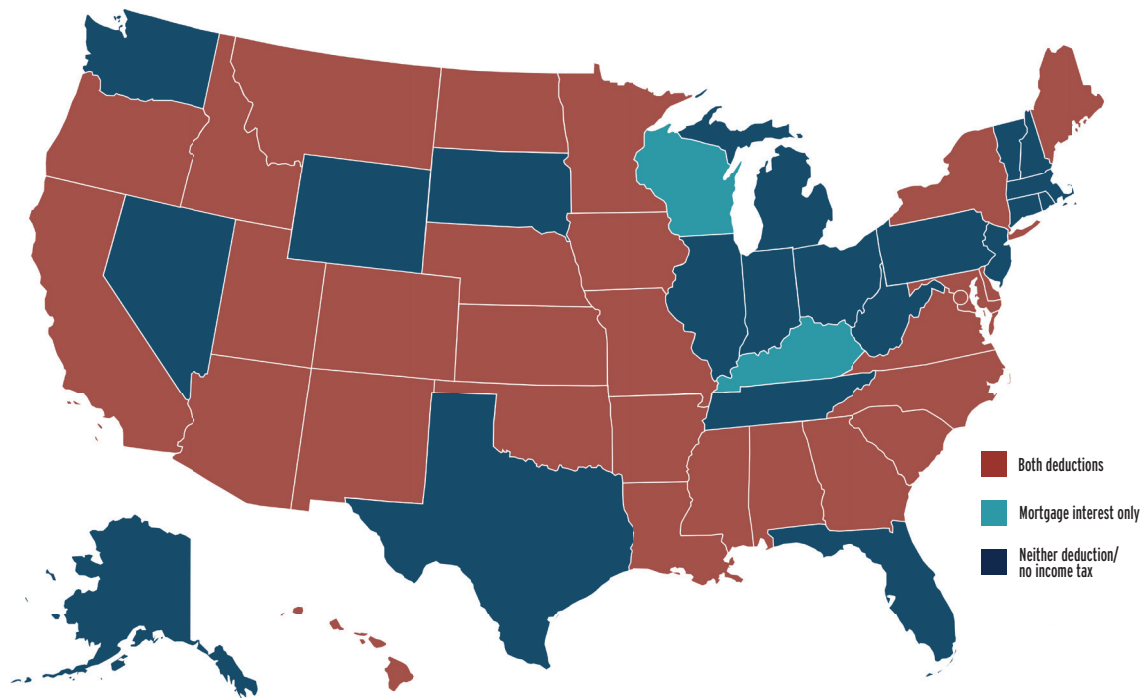 Both deductions
Mortgage interest only
Neither deduction/
no income tax